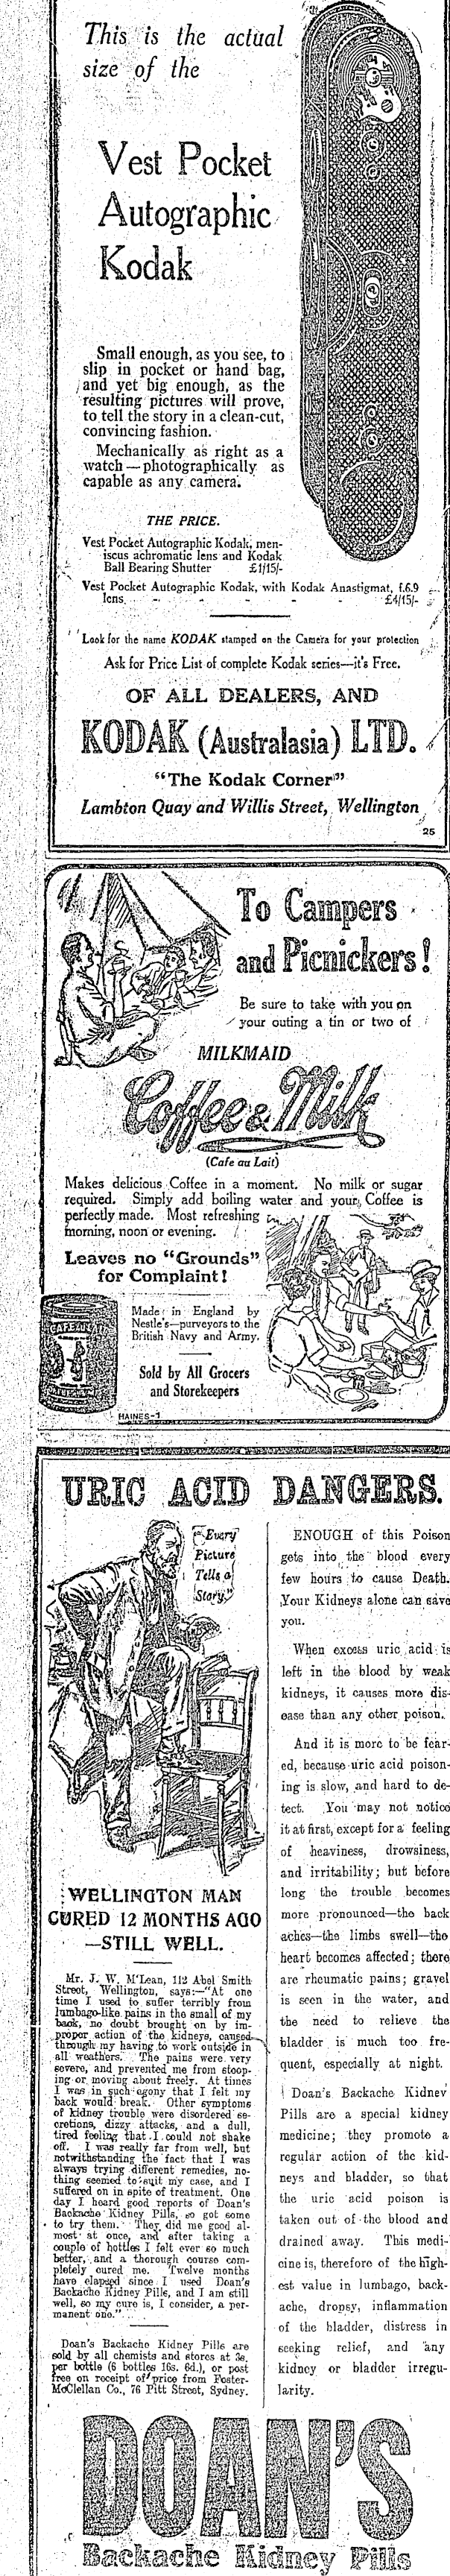 This is the actual
size of the
Vest Pocket
Autographic
Kodak
Small enough, as you see, to
slip in pocket or hand bag,
and yet big enough, as the
resulting pictures will prove,
to tell the story in a clean-cut,
convincing fashion.
Mechanically as right as a
watch—photographically as
capable as any camera.
THE PRICE.
Vest Pocket Autographic Kodak, men-
iscus achromatic lens and Kodak
Ball Bearing Shutter £1/15/-
Vest Pocket Autographic Kodak, with Kodak Anastigmat, f.6.9
lens - - - - - £4/15/-
Look for the name KODAK stamped on the Camera for your protection
Ask for Price List of complete Kodak series—it's Free.
OF ALL DEALERS, AND
KODAK (Australasia) LTD.
"The Kodak Corner"
Lambton Quay and Willis Street, Wellington
25
To Campers
and Picnickers!
Be sure to take with you on
your outing a tin or two of
MILKMAID
Coffee & Milk
(Cafe au Lait)
Makes delicious Coffee in a moment. No milk or sugar
required. Simply add boiling water and your Coffee is
perfectly made. Most refreshing
morning, noon or evening.
Leaves no "Grounds"
for Complaint!
Made in England by
Nestle's—purveyors to the
British Navy and Army.
Sold by All Grocers
and Storekeepers
HAINES-1
URIC ACID DANGERS.
"Every
Picture
Tells a
Story."
WELLINGTON MAN
CURED 12 MONTHS AGO
—STILL WELL.
Mr. J. W. M'Lean, 112 Abel Smith
Street, Wellington, says:—"At one
time I used to suffer terribly from
lumbago-like pains in the small of my
back, no doubt brought on by im-
proper action of the kidneys, caused
through my having to work outside in
all weathers. The pains were very
severe, and prevented me from stoop-
ing or moving about freely. At times
I was in such agony that I felt my
back would break. Other symptoms
of kidney trouble were disordered se-
cretions, dizzy attacks, and a dull,
tired feeling that I could not shake
off. I was really far from well, but
notwithstanding the fact that I was
always trying different remedies, no-
thing seemed to suit my case, and I
suffered on in spite of treatment. One
day I heard good reports of Doan's
Backache Kidney Pills, so got some
to try them. They did me good al-
most at once, and after taking a
couple of bottles I felt ever so much
better, and a thorough course com-
pletely cured me. Twelve months
have elapsed since I used Doan's
Backache Kidney Pills, and I am still
well, so my cure is, I consider, a per-
manent one."
Doan's Backache Kidney Pills are
sold by all chemists and stores at 3s.
per bottle (6 bottles 16s. 6d.), or post
free on receipt of price from Foster-
McClellan Co., 76 Pitt Street, Sydney.
ENOUGH of this Poison
gets into the blood every
few hours to cause Death.
Your Kidneys alone can save
you.
When excess uric acid is
left in the blood by weak
kidneys, it causes more dis-
ease than any other poison.
And it is more to be fear-
ed, because uric acid poison-
ing is slow, and hard to de-
tect. You may not notice
it at first, except for a feeling
of heaviness, drowsiness,
and irritability; but before
long the trouble becomes
more pronounced—the back
aches—the limbs swell—the
heart becomes affected; there
are rheumatic pains; gravel
is seen in the water, and
the need to relieve the
bladder is much too fre-
quent, especially at night.
Doan's Backache Kidney
Pills are a special kidney
medicine; they promote a
regular action of the kid-
neys and bladder, so that
the uric acid poison is
taken out of the blood and
drained away. This medi-
cine is, therefore of the high-
est value in lumbago, back-
ache, dropsy, inflammation
of the bladder, distress in
seeking relief, and any
kidney or bladder irregu-
larity.
DOAN'S
Backache Kidney Pills